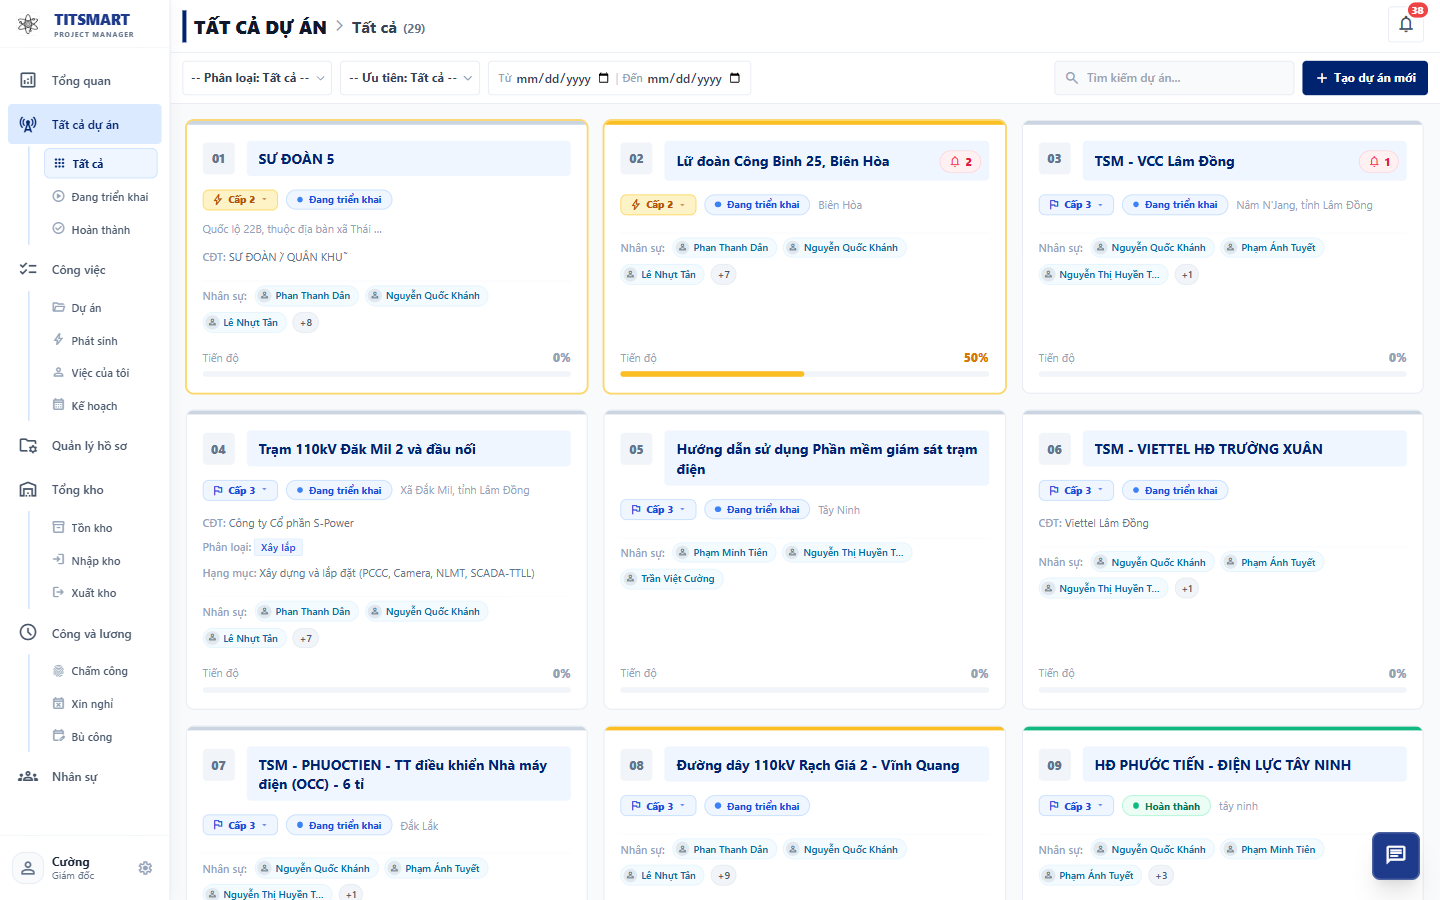 TITSMART
PROJECT MANAGER
Tổng quan
Tất cả dự án
Tất cả
Đang triển khai
Hoàn thành
Công việc
Dự án
Phát sinh
Việc của tôi
Kế hoạch
Quản lý hồ sơ
Tổng kho
Tồn kho
Nhập kho
Xuất kho
Công và lương
Chấm công
Xin nghỉ
Bù công
Nhân sự
Cường
Giám đốc
TẤT CẢ DỰ ÁN > Tất cả (29)
38
-- Phân loại: Tất cả --
-- Ưu tiên: Tất cả --
Từ mm/dd/yyyy | Đến mm/dd/yyyy
Tìm kiếm dự án...
+ Tạo dự án mới
01 SƯ ĐOÀN 5
Cấp 2 Đang triển khai
Quốc lộ 22B, thuộc địa bàn xã Thái ...
CĐT: SƯ ĐOÀN 7 QUÂN KHU~
Nhân sự: Phan Thanh Dân Nguyễn Quốc Khánh
Lê Nhựt Tân +8
Tiến độ 0%
02 Lữ đoàn Công Binh 25, Biên Hòa 2
Cấp 2 Đang triển khai Biên Hòa
Nhân sự: Phan Thanh Dân Nguyễn Quốc Khánh
Lê Nhựt Tân +7
Tiến độ 50%
03 TSM - VCC Lâm Đồng 1
Cấp 3 Đang triển khai Nâm N'Jang, tỉnh Lâm Đồng
Nhân sự: Nguyễn Quốc Khánh Phạm Ánh Tuyết
Nguyễn Thị Huyền T... +1
Tiến độ 0%
04 Trạm 110kV Đăk Mil 2 và đầu nối
Cấp 3 Đang triển khai Xã Đắk Mil, tỉnh Lâm Đồng
CĐT: Công ty Cổ phần S-Power
Phân loại: Xây lắp
Hạng mục: Xây dựng và lắp đặt (PCCC, Camera, NLMT, SCADA-TTLL)
Nhân sự: Phan Thanh Dân Nguyễn Quốc Khánh
Lê Nhựt Tân +7
Tiến độ 0%
05 Hướng dẫn sử dụng Phần mềm giám sát trạm
điện
Cấp 3 Đang triển khai Tây Ninh
Nhân sự: Phạm Minh Tiên Nguyễn Thị Huyền T...
Trần Việt Cường
Tiến độ 0%
06 TSM - VIETTEL HĐ TRƯỜNG XUÂN
Cấp 3 Đang triển khai
CĐT: Viettel Lâm Đồng
Nhân sự: Nguyễn Quốc Khánh Phạm Ánh Tuyết
Nguyễn Thị Huyền T... +1
Tiến độ 0%
07 TSM - PHUOCTIEN - TT điều khiển Nhà máy
điện (OCC) - 6 tỉ
Cấp 3 Đang triển khai Đắk Lắk
Nhân sự: Nguyễn Quốc Khánh Phạm Ánh Tuyết
Nguyễn Thị Huyền T... +1
08 Đường dây 110kV Rạch Giá 2 - Vĩnh Quang
Cấp 3 Đang triển khai
Nhân sự: Phan Thanh Dân Nguyễn Quốc Khánh
Lê Nhựt Tân +9
09 HĐ PHƯỚC TIẾN - ĐIỆN LỰC TÂY NINH
Cấp 3 Hoàn thành tây ninh
Nhân sự: Nguyễn Quốc Khánh Phạm Minh Tiên
Phạm Ánh Tuyết +3